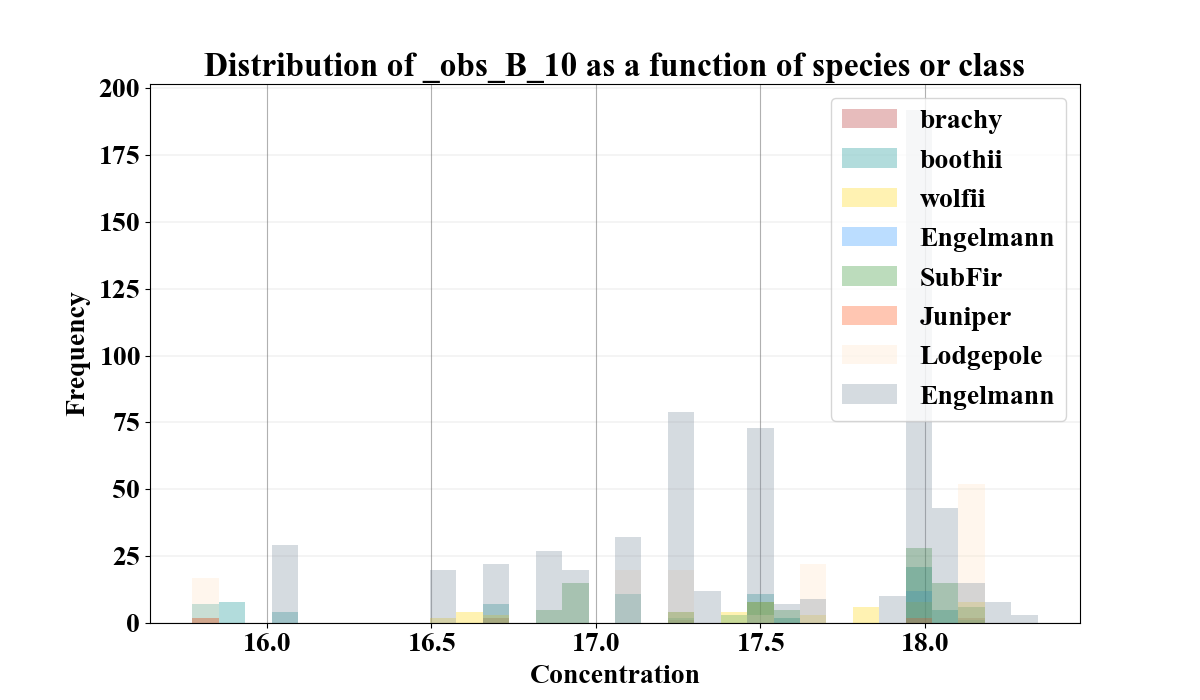 Distribution of _obs_B_10 as a function of species or class
200
175
150
125
100
75
50
25
0
Frequency
brachy
boothii
wolfii
Engelmann
SubFir
Juniper
Lodgepole
Engelmann
16.0 16.5 17.0 17.5 18.0
Concentration